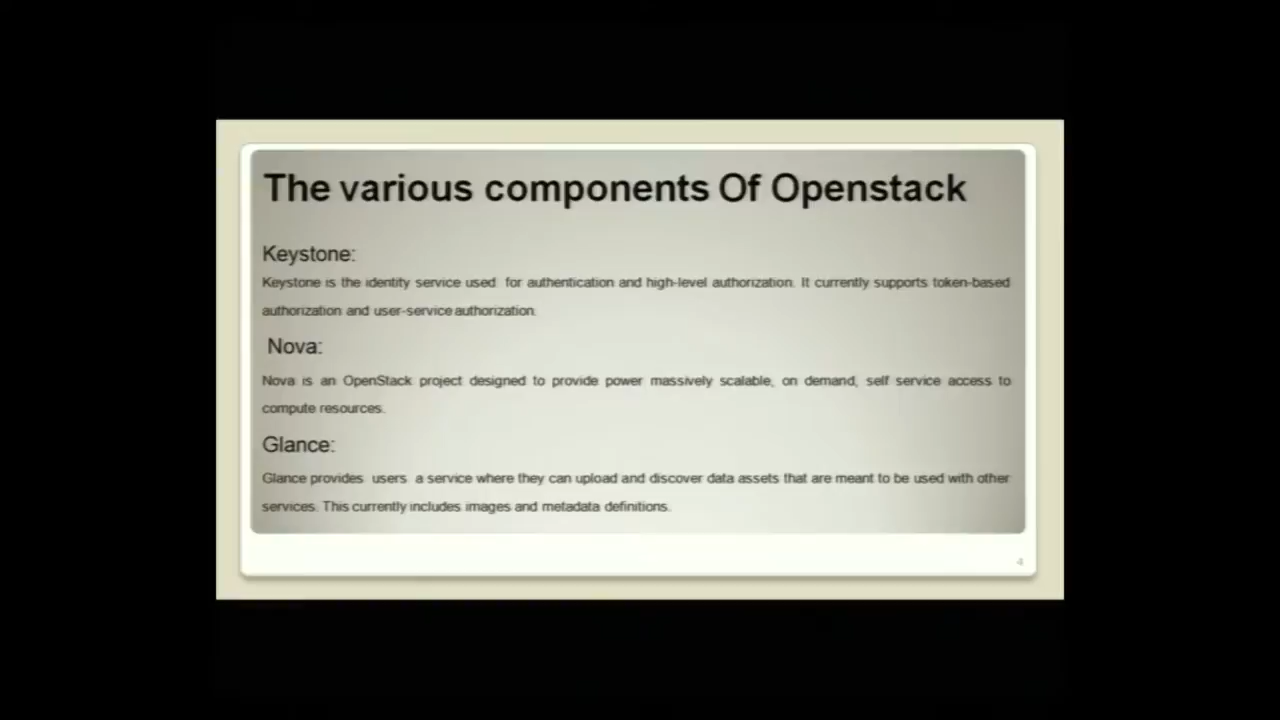 The various components Of Openstack
Keystone:
Keystone is the identity service used for authentication and high-level authorization. It currently supports token-based
authorization and user-service authorization.
Nova:
Nova is an OpenStack project designed to provide power massively scalable, on demand, self service access to
compute resources.
Glance:
Glance provides users a service where they can upload and discover data assets that are meant to be used with other
services. This currently includes images and metadata definitions.
4